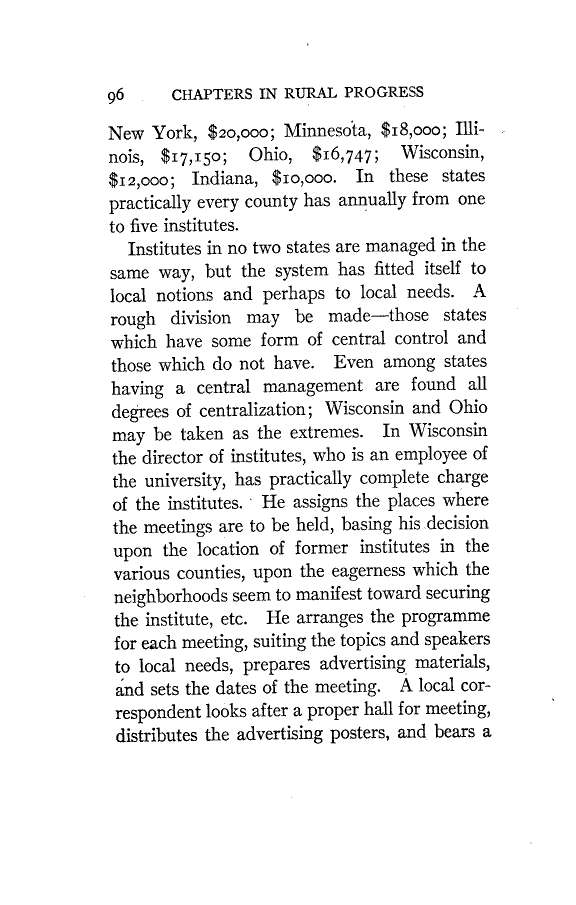 96 CHAPTERS IN RURAL PROGRESS
New York, $20,000; Minnesota, $18,000; Illi-
nois, $17,150; Ohio, $16,747; Wisconsin,
$12,000; Indiana, $10,000. In these states
practically every county has annually from one
to five institutes.
Institutes in no two states are managed in the
same way, but the system has fitted itself to
local notions and perhaps to local needs. A
rough division may be made—those states
which have some form of central control and
those which do not have. Even among states
having a central management are found all
degrees of centralization; Wisconsin and Ohio
may be taken as the extremes. In Wisconsin
the director of institutes, who is an employee of
the university, has practically complete charge
of the institutes. He assigns the places where
the meetings are to be held, basing his decision
upon the location of former institutes in the
various counties, upon the eagerness which the
neighborhoods seem to manifest toward securing
the institute, etc. He arranges the programme
for each meeting, suiting the topics and speakers
to local needs, prepares advertising materials,
and sets the dates of the meeting. A local cor-
respondent looks after a proper hall for meeting,
distributes the advertising posters, and bears a